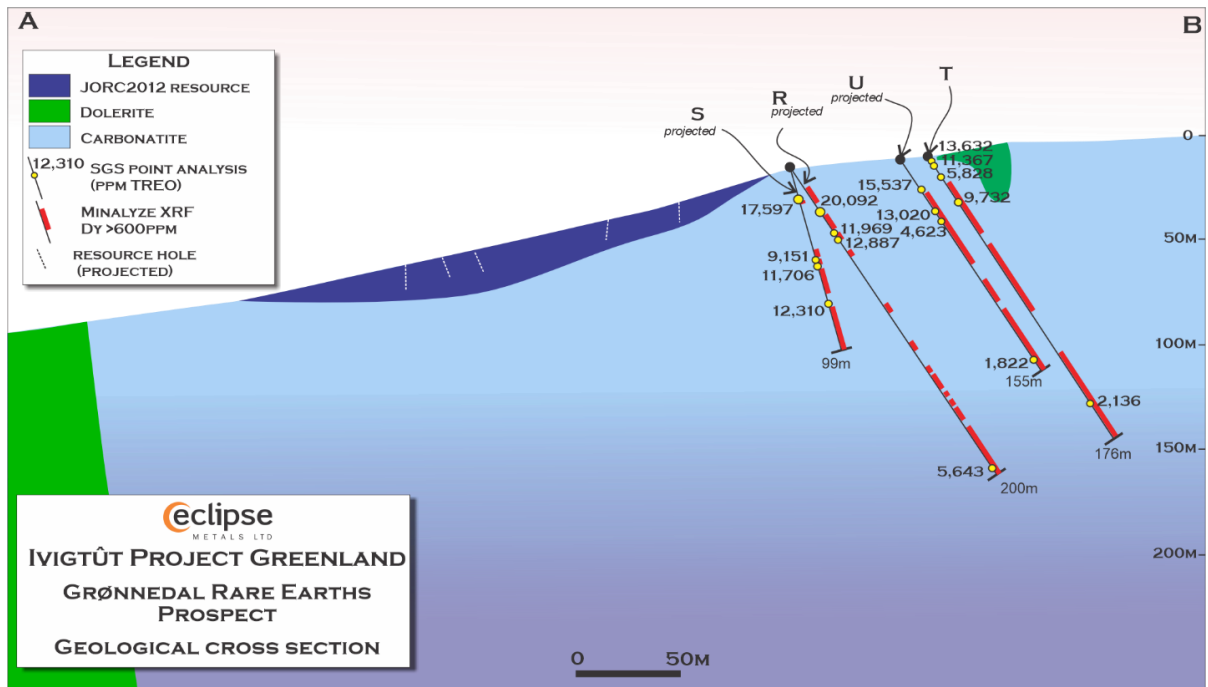 A
B
LEGEND
JORC2012 RESOURCE
DOLERITE
CARBONATITE
12,310
SGS POINT ANALYSIS
(PPM TREO)
MINALYZE XRF
DY >600PPM
RESOURCE HOLE
(PROJECTED)
S
projected
R
projected
U
projected
T
0
50M
100M
150M
200M
13,632
11,367
5,828
9,732
15,537
13,020
4,623
17,597
20,092
11,969
12,887
9,151
11,706
12,310
99m
1,822
155m
2,136
176m
5,643
200m
eclipse
METALS LTD
IVIGTÛT PROJECT GREENLAND
GRØNNEDAL RARE EARTHS
PROSPECT
GEOLOGICAL CROSS SECTION
0 50M